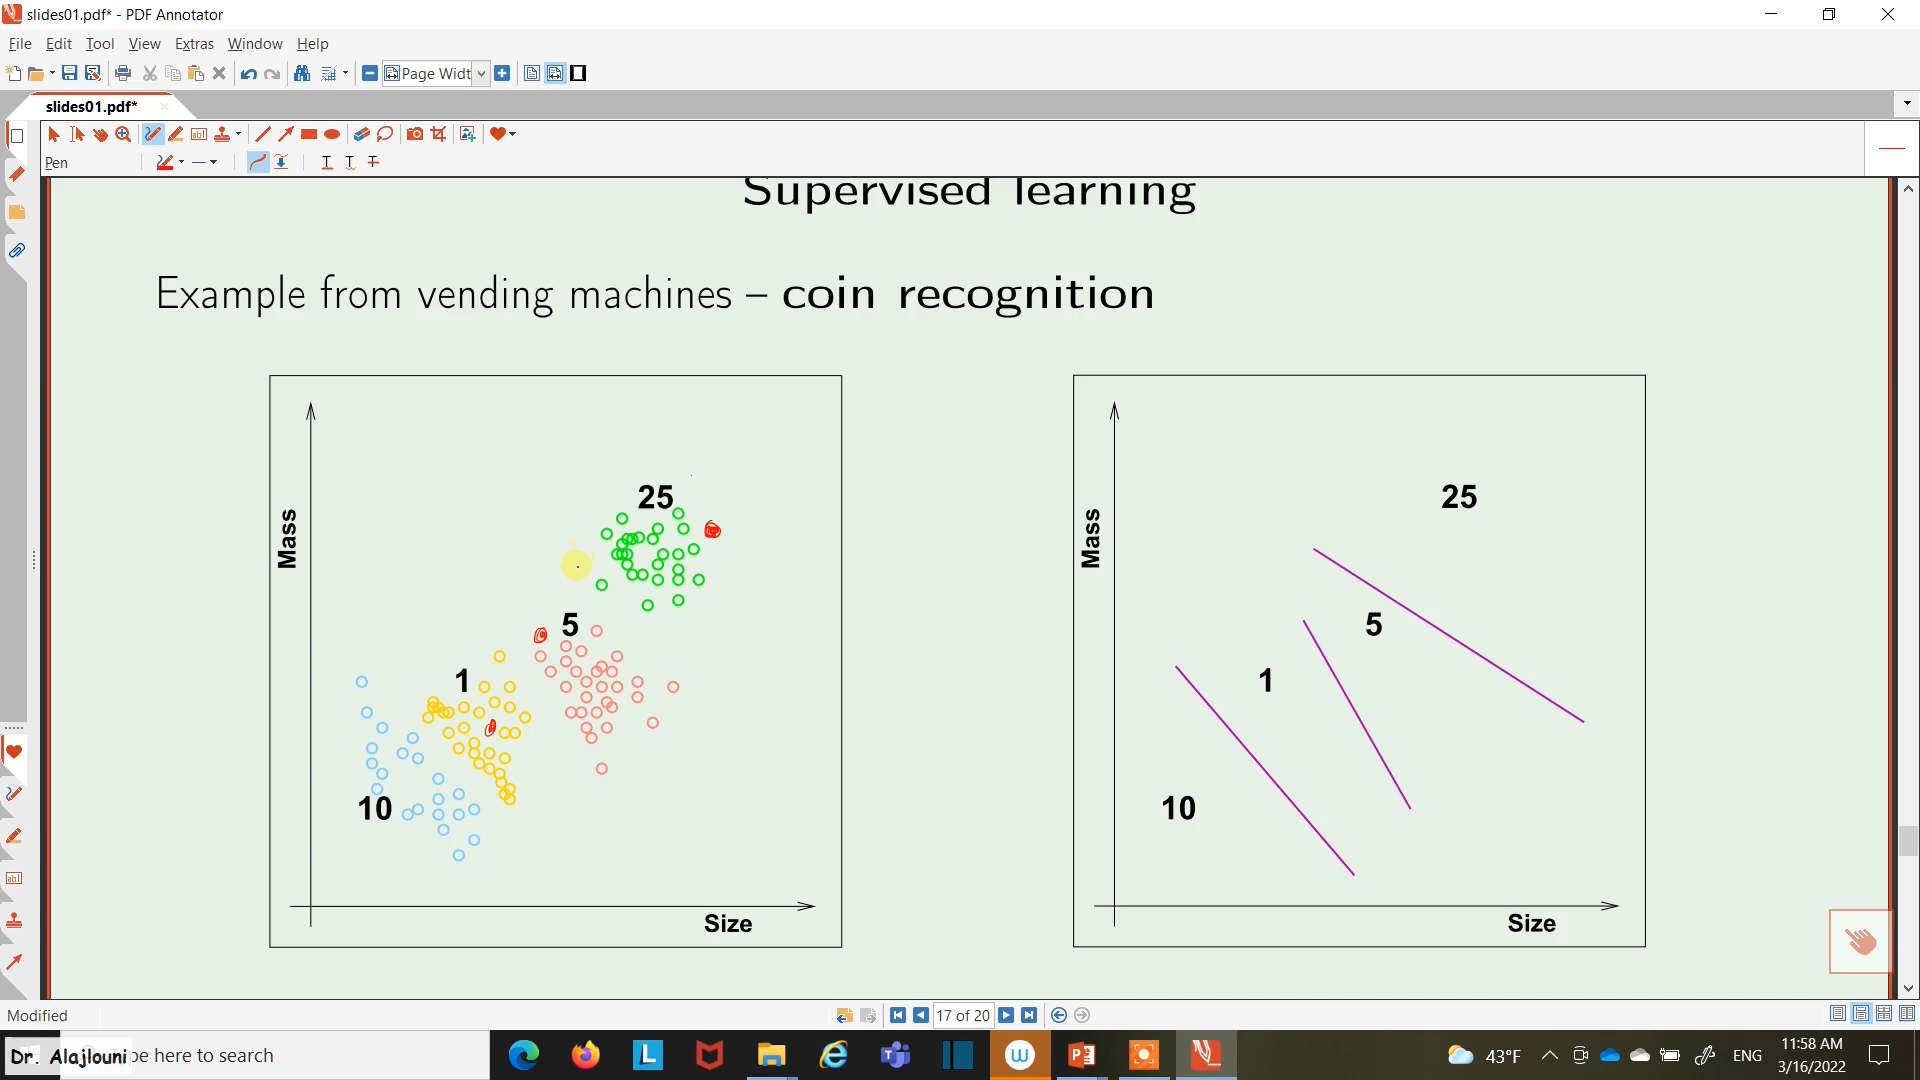 slides01.pdf* - PDF Annotator
File Edit Tool View Extras Window Help
Page Widt
slides01.pdf*
Pen
Supervised learning
Example from vending machines – coin recognition
Mass
25
5
1
10
Size
Mass
25
5
1
10
Size
Modified
17 of 20
Dr. Alajlouni
pe here to search
43°F
ENG
11:58 AM
3/16/2022